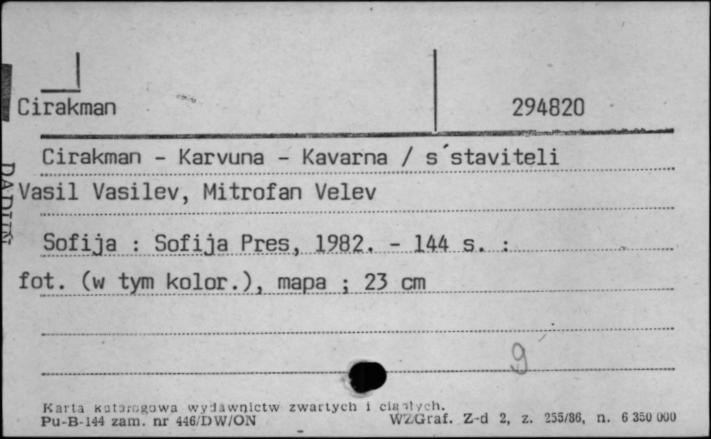 Cirakman 294820
Cirakman - Karvuna - Kavarna / s´staviteli
Vasil Vasilev, Mitrofan Velev
Sofija : Sofija Pres, 1982. - 144 s. :
fot. (w tym kolor.), mapa ; 23 cm
9
Karta katalogowa wydawnictw zwartych i ciągłych.
Pu-B-144 zam. nr 446/DW/ON WZGraf. Z-d 2, z. 255/86, n. 6 350 000